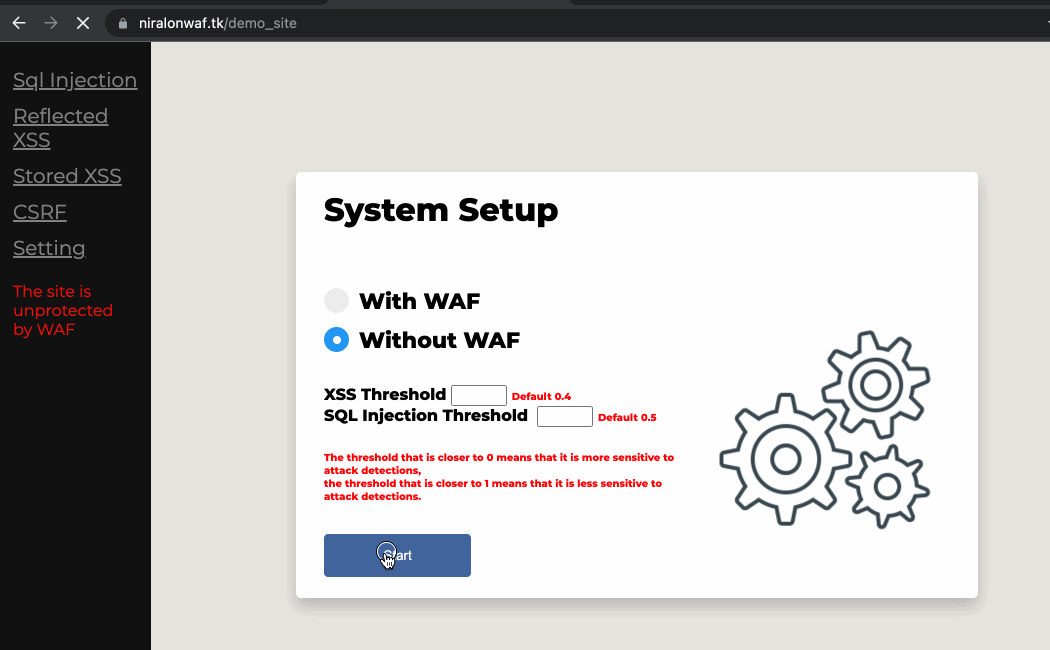 niralonwaf.tk/demo_site
Sql Injection
Reflected
XSS
Stored XSS
CSRF
Setting
The site is
unprotected
by WAF
System Setup
With WAF
Without WAF
XSS Threshold Default 0.4
SQL Injection Threshold Default 0.5
The threshold that is closer to 0 means that it is more sensitive to
attack detections,
the threshold that is closer to 1 means that it is less sensitive to
attack detections.
Start